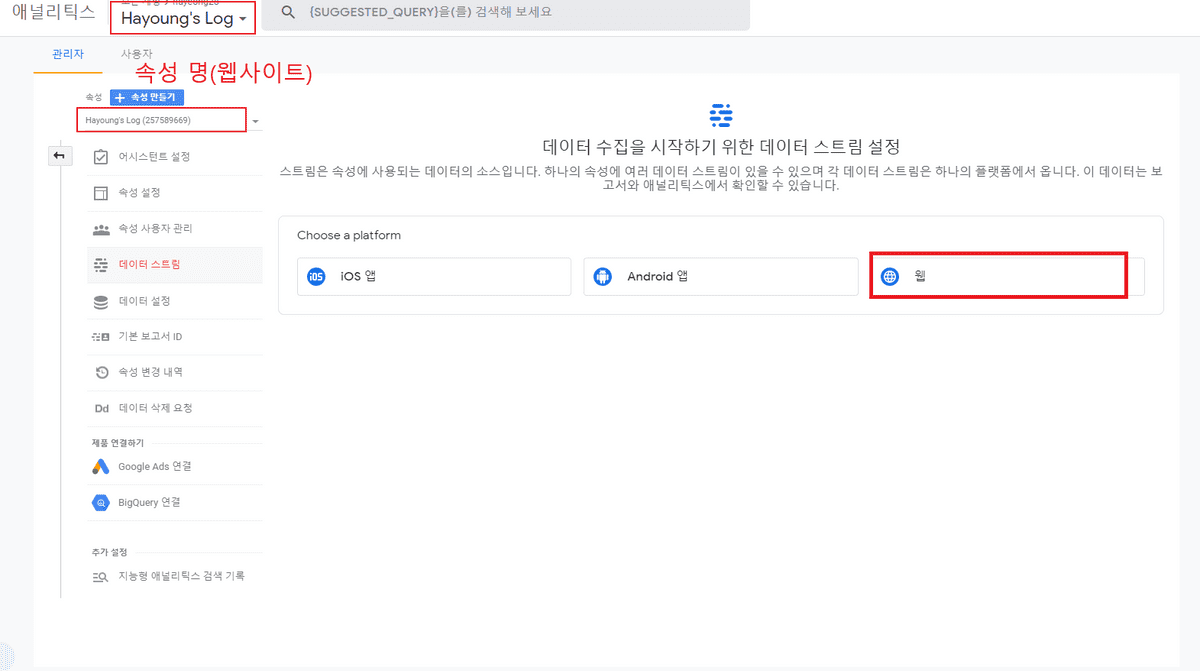 애널리틱스
Hayoung's Log
{SUGGESTED_QUERY}을(를) 검색해 보세요
관리자
사용자
속성 명(웹사이트)
속성
속성 만들기
Hayoung's Log (257589669)
어시스턴트 설정
속성 설정
속성 사용자 관리
데이터 스트림
데이터 설정
기본 보고서 ID
속성 변경 내역
Dd 데이터 삭제 요청
제품 연결하기
Google Ads 연결
BigQuery 연결
추가 설정
지능형 애널리틱스 검색 기록
데이터 수집을 시작하기 위한 데이터 스트림 설정
스트림은 속성에 사용되는 데이터의 소스입니다. 하나의 속성에 여러 데이터 스트림이 있을 수 있으며 각 데이터 스트림은 하나의 플랫폼에서 옵니다. 이 데이터는 보
고서와 애널리틱스에서 확인할 수 있습니다.
Choose a platform
iOS iOS 앱
Android 앱
웹